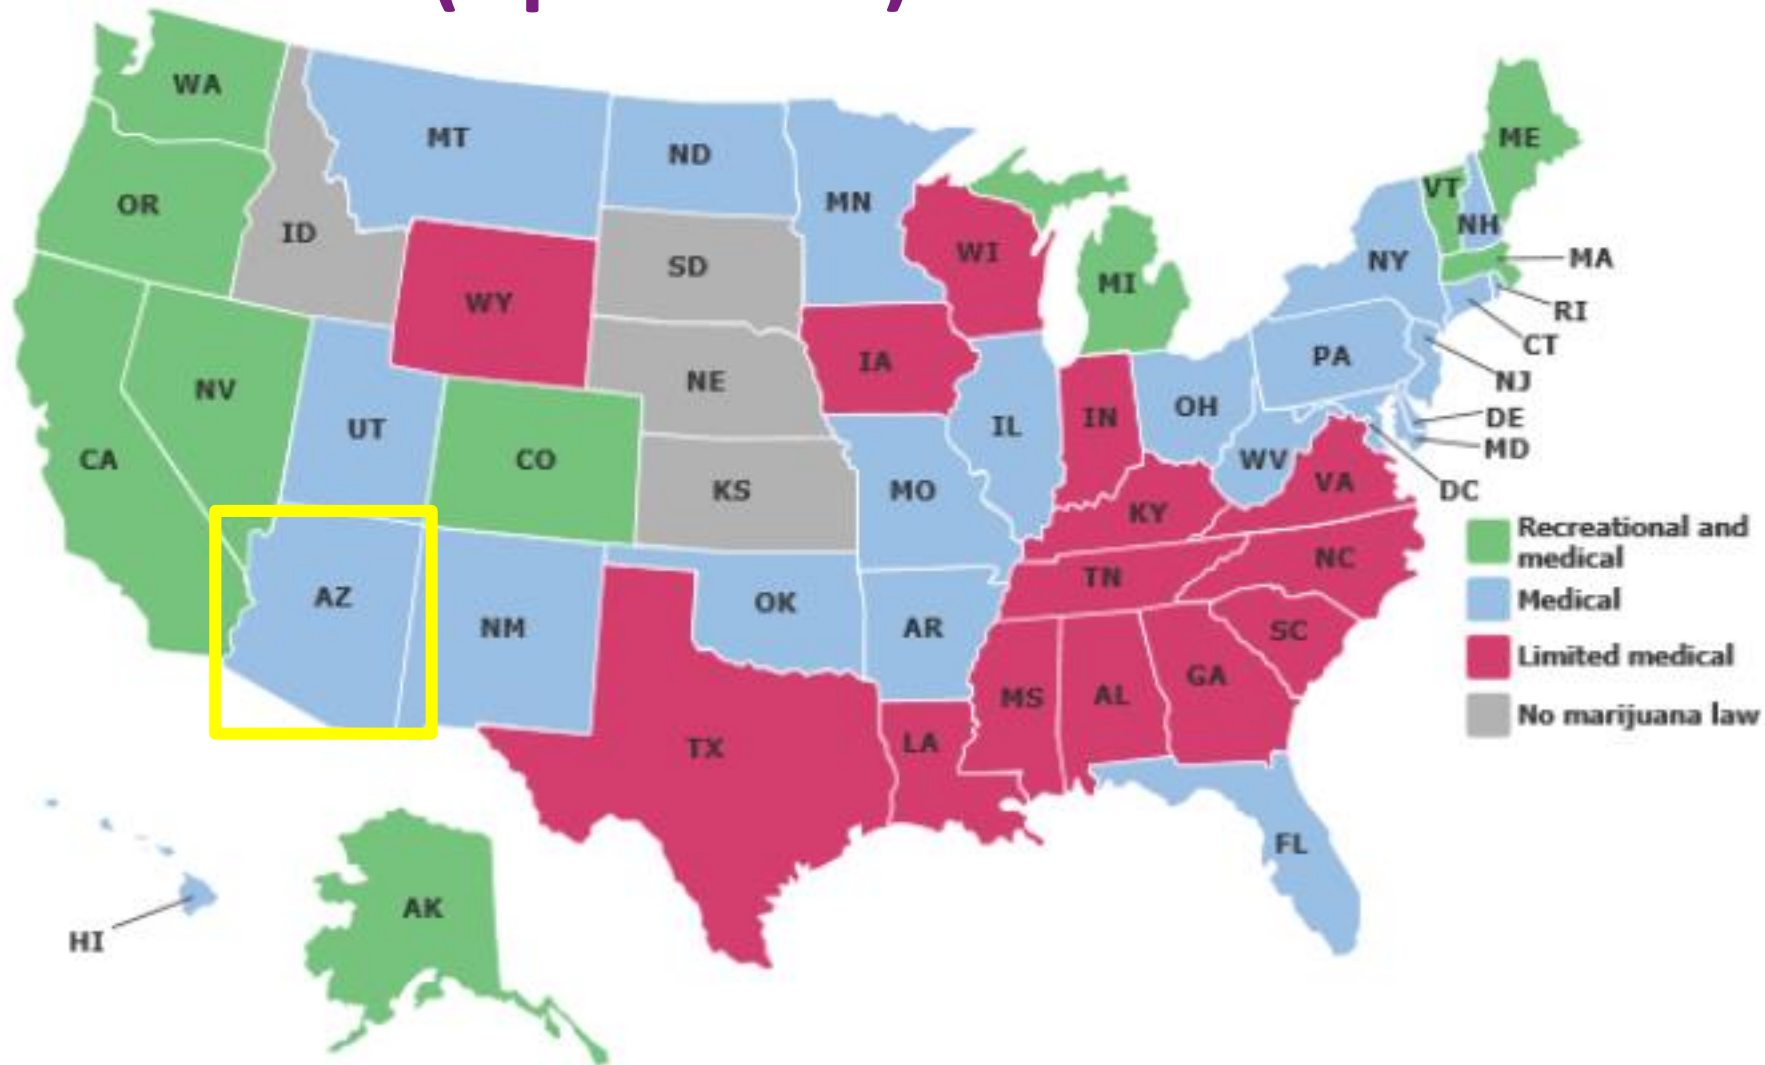 WA
MT
ND
MN
ME
VT
NH
OR
ID
SD
WI
MI
NY
MA
WY
RI
CT
NJ
DE
MD
DC
NV
UT
CO
NE
IA
IL
IN
OH
PA
WV
VA
CA
KS
MO
KY
AZ
NM
OK
AR
TN
NC
SC
TX
LA
MS
AL
GA
FL
HI
AK
Recreational and
medical
Medical
Limited medical
No marijuana law